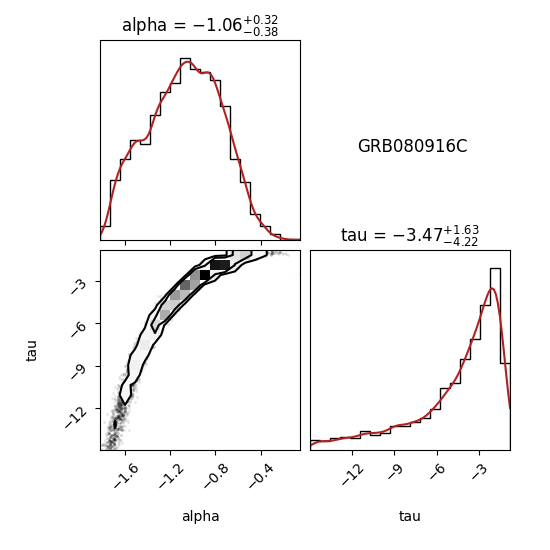 alpha = −1.06+0.32−0.38
GRB080916C
tau = −3.47+1.63−4.22
tau
−3
−6
−9
−12
−1.6 −1.2 −0.8 −0.4
−12 −9 −6 −3
alpha
tau